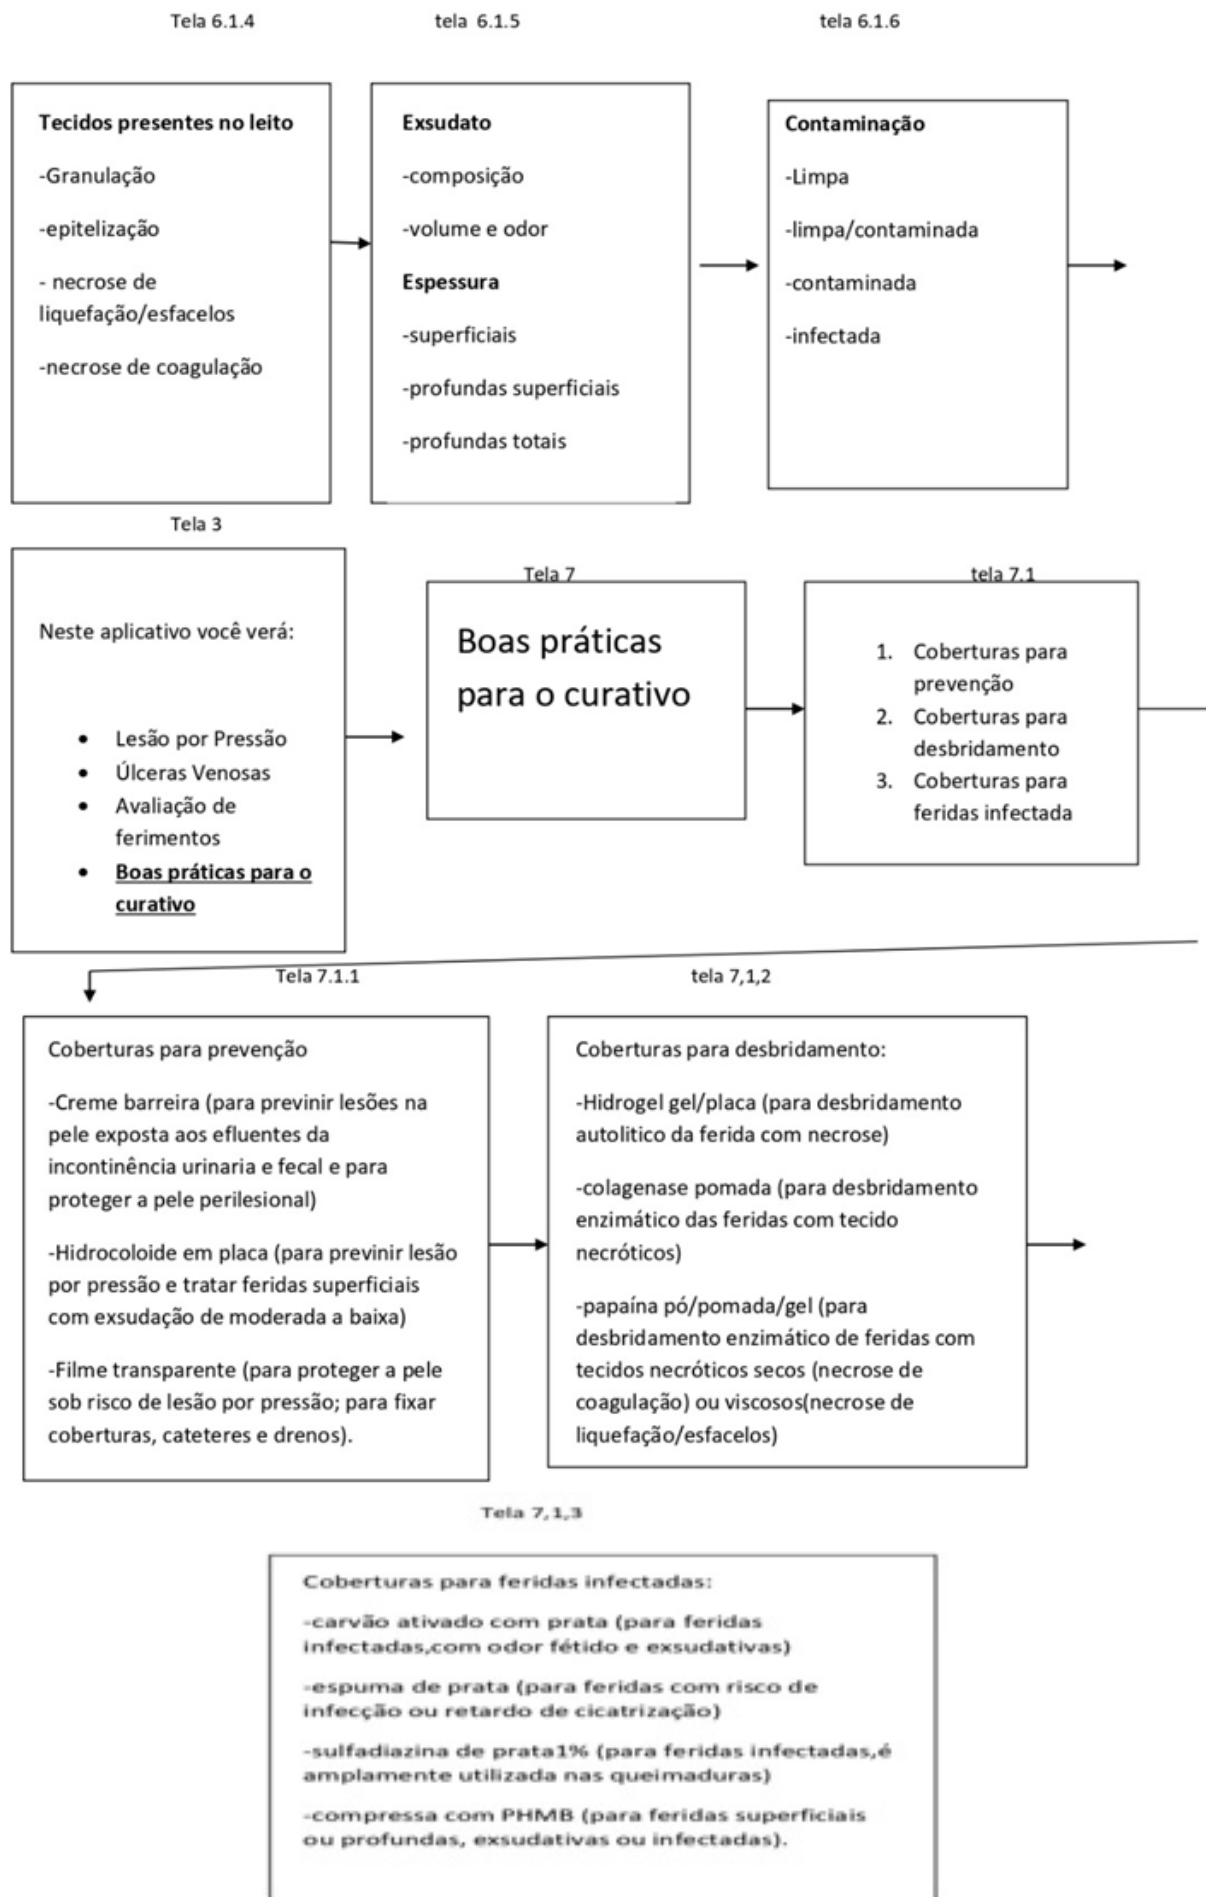 Tela 6.1.4
tela 6.1.5
tela 6.1.6
Tecidos presentes no leito
-Granulação
-epitelização
- necrose de
liquefação/esfacelos
-necrose de coagulação
Exsudato
-composição
-volume e odor
Espessura
-superficiais
-profundas superficiais
-profundas totais
Contaminação
-Limpa
-limpa/contaminada
-contaminada
-infectada
Tela 3
Neste aplicativo você verá:
• Lesão por Pressão
• Úlceras Venosas
• Avaliação de
ferimentos
• Boas práticas para o
curativo
Tela 7
Boas práticas
para o curativo
tela 7.1
1. Coberturas para
prevenção
2. Coberturas para
desbridamento
3. Coberturas para
feridas infectada
Tela 7.1.1
Coberturas para prevenção
-Creme barreira (para previnir lesões na
pele exposta aos efluentes da
incontinência urinaria e fecal e para
proteger a pele perilesional)
-Hidrocoloide em placa (para previnir lesão
por pressão e tratar feridas superficiais
com exsudação de moderada a baixa)
-Filme transparente (para proteger a pele
sob risco de lesão por pressão; para fixar
coberturas, cateteres e drenos).
tela 7,1,2
Coberturas para desbridamento:
-Hidrogel gel/placa (para desbridamento
autolitico da ferida com necrose)
-colagenase pomada (para desbridamento
enzimático das feridas com tecido
necróticos)
-papaína pó/pomada/gel (para
desbridamento enzimático de feridas com
tecidos necróticos secos (necrose de
coagulação) ou viscosos(necrose de
liquefação/esfacelos)
Tela 7,1,3
Coberturas para feridas infectadas:
-carvão ativado com prata (para feridas
infectadas,com odor fétido e exsudativas)
-espuma de prata (para feridas com risco de
infecção ou retardo de cicatrização)
-sulfadiazina de prata1% (para feridas infectadas,é
amplamente utilizada nas queimaduras)
-compressa com PHMB (para feridas superficiais
ou profundas, exsudativas ou infectadas).